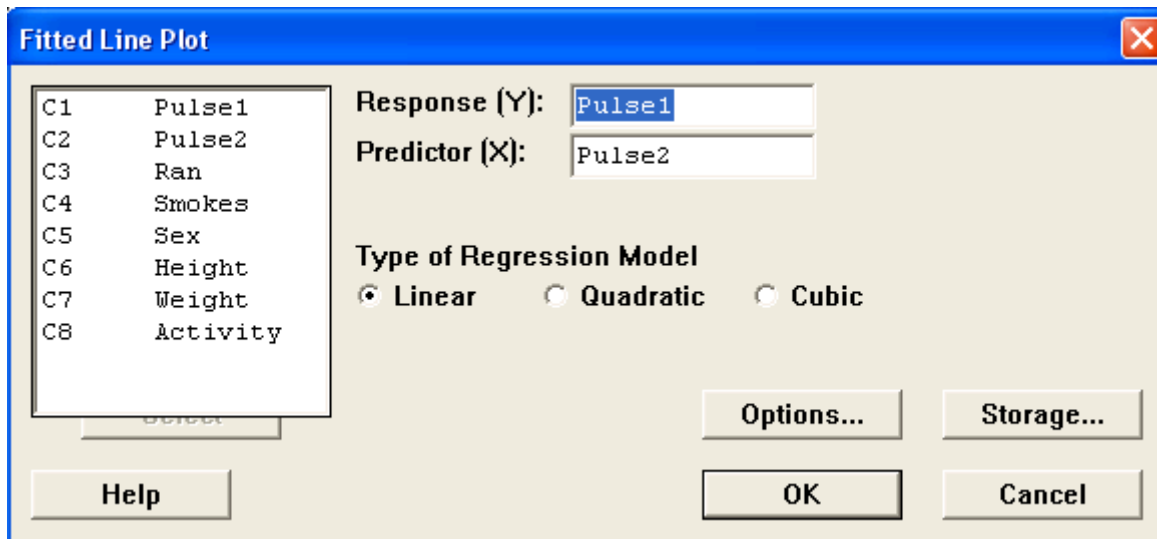 Fitted Line Plot
C1 Pulse1
C2 Pulse2
C3 Ran
C4 Smokes
C5 Sex
C6 Height
C7 Weight
C8 Activity
Response (Y): Pulse1
Predictor (X): Pulse2
Type of Regression Model
Linear Quadratic Cubic
Select
Options... Storage...
Help OK Cancel